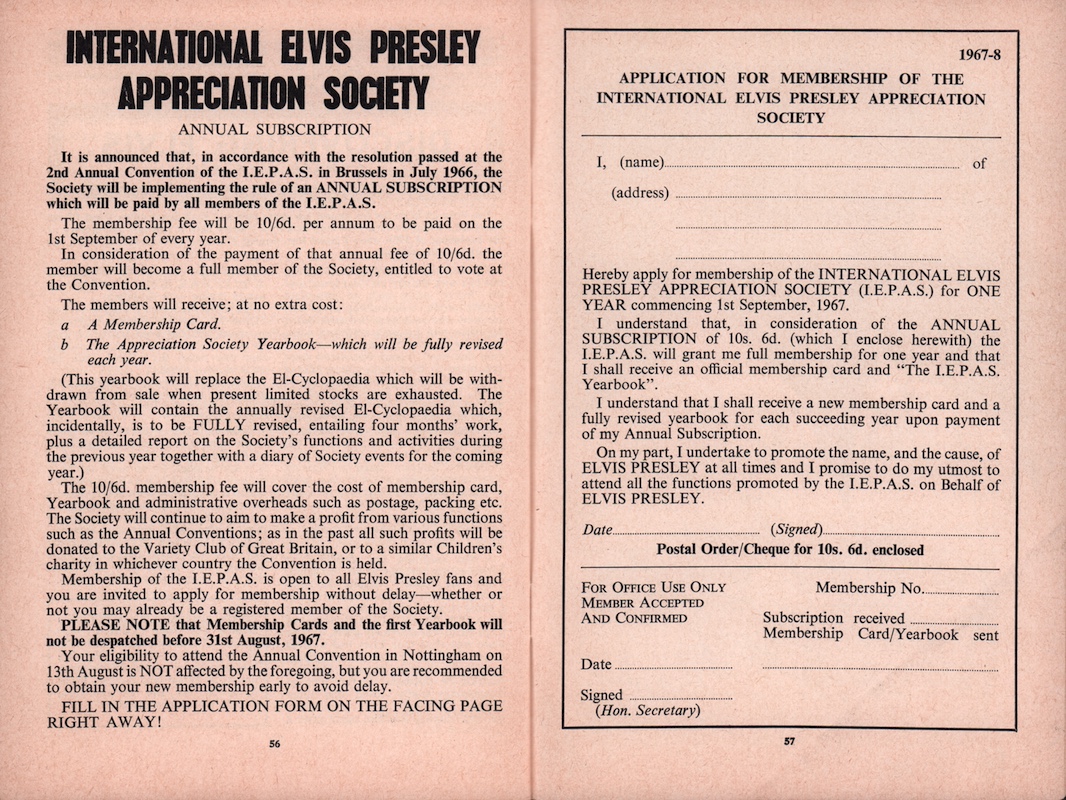 INTERNATIONAL ELVIS PRESLEY
APPRECIATION SOCIETY
ANNUAL SUBSCRIPTION
It is announced that, in accordance with the resolution passed at the
2nd Annual Convention of the I.E.P.A.S. in Brussels in July 1966, the
Society will be implementing the rule of an ANNUAL SUBSCRIPTION
which will be paid by all members of the I.E.P.A.S.
The membership fee will be 10/6d. per annum to be paid on the
1st September of every year.
In consideration of the payment of that annual fee of 10/6d. the
member will become a full member of the Society, entitled to vote at
the Convention.
The members will receive; at no extra cost:
a A Membership Card.
b The Appreciation Society Yearbook—which will be fully revised
each year.
(This yearbook will replace the El-Cyclopaedia which will be with-
drawn from sale when present limited stocks are exhausted. The
Yearbook will contain the annually revised El-Cyclopaedia which,
incidentally, is to be FULLY revised, entailing four months' work,
plus a detailed report on the Society's functions and activities during
the previous year together with a diary of Society events for the coming
year.)
The 10/6d. membership fee will cover the cost of membership card,
Yearbook and administrative overheads such as postage, packing etc.
The Society will continue to aim to make a profit from various functions
such as the Annual Conventions; as in the past all such profits will be
donated to the Variety Club of Great Britain, or to a similar Children's
charity in whichever country the Convention is held.
Membership of the I.E.P.A.S. is open to all Elvis Presley fans and
you are invited to apply for membership without delay—whether or
not you may already be a registered member of the Society.
PLEASE NOTE that Membership Cards and the first Yearbook will
not be despatched before 31st August, 1967.
Your eligibility to attend the Annual Convention in Nottingham on
13th August is NOT affected by the foregoing, but you are recommended
to obtain your new membership early to avoid delay.
FILL IN THE APPLICATION FORM ON THE FACING PAGE
RIGHT AWAY!
56
1967-8
APPLICATION FOR MEMBERSHIP OF THE
INTERNATIONAL ELVIS PRESLEY APPRECIATION
SOCIETY
I, (name)................ of
(address) ................
................
................
Hereby apply for membership of the INTERNATIONAL ELVIS
PRESLEY APPRECIATION SOCIETY (I.E.P.A.S.) for ONE
YEAR commencing 1st September, 1967.
I understand that, in consideration of the ANNUAL
SUBSCRIPTION of 10s. 6d. (which I enclose herewith) the
I.E.P.A.S. will grant me full membership for one year and that
I shall receive an official membership card and "The I.E.P.A.S.
Yearbook".
I understand that I shall receive a new membership card and a
fully revised yearbook for each succeeding year upon payment
of my Annual Subscription.
On my part, I undertake to promote the name, and the cause, of
ELVIS PRESLEY at all times and I promise to do my utmost to
attend all the functions promoted by the I.E.P.A.S. on Behalf of
ELVIS PRESLEY.
Date................ (Signed)................
Postal Order/Cheque for 10s. 6d. enclosed
FOR OFFICE USE ONLY Membership No................
MEMBER ACCEPTED
AND CONFIRMED Subscription received ................
Membership Card/Yearbook sent
Date ................ ................
Signed ................
(Hon. Secretary)
57